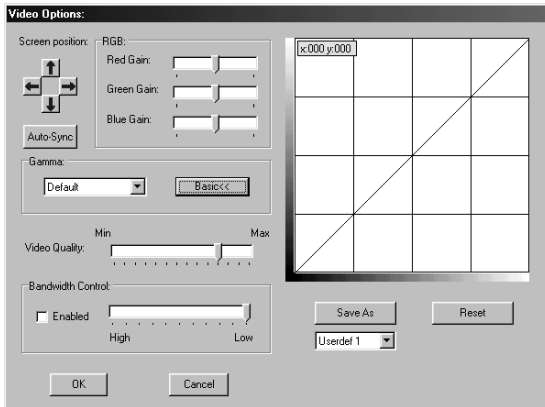 Video Options:
Screen position:
RGB:
Red Gain:
Green Gain:
Blue Gain:
Auto-Sync
Gamma:
Default
Basic<<
Min
Max
Video Quality:
Bandwidth Control:
Enabled
High
Low
OK
Cancel
x:000 y:000
Save As
Reset
Userdef 1